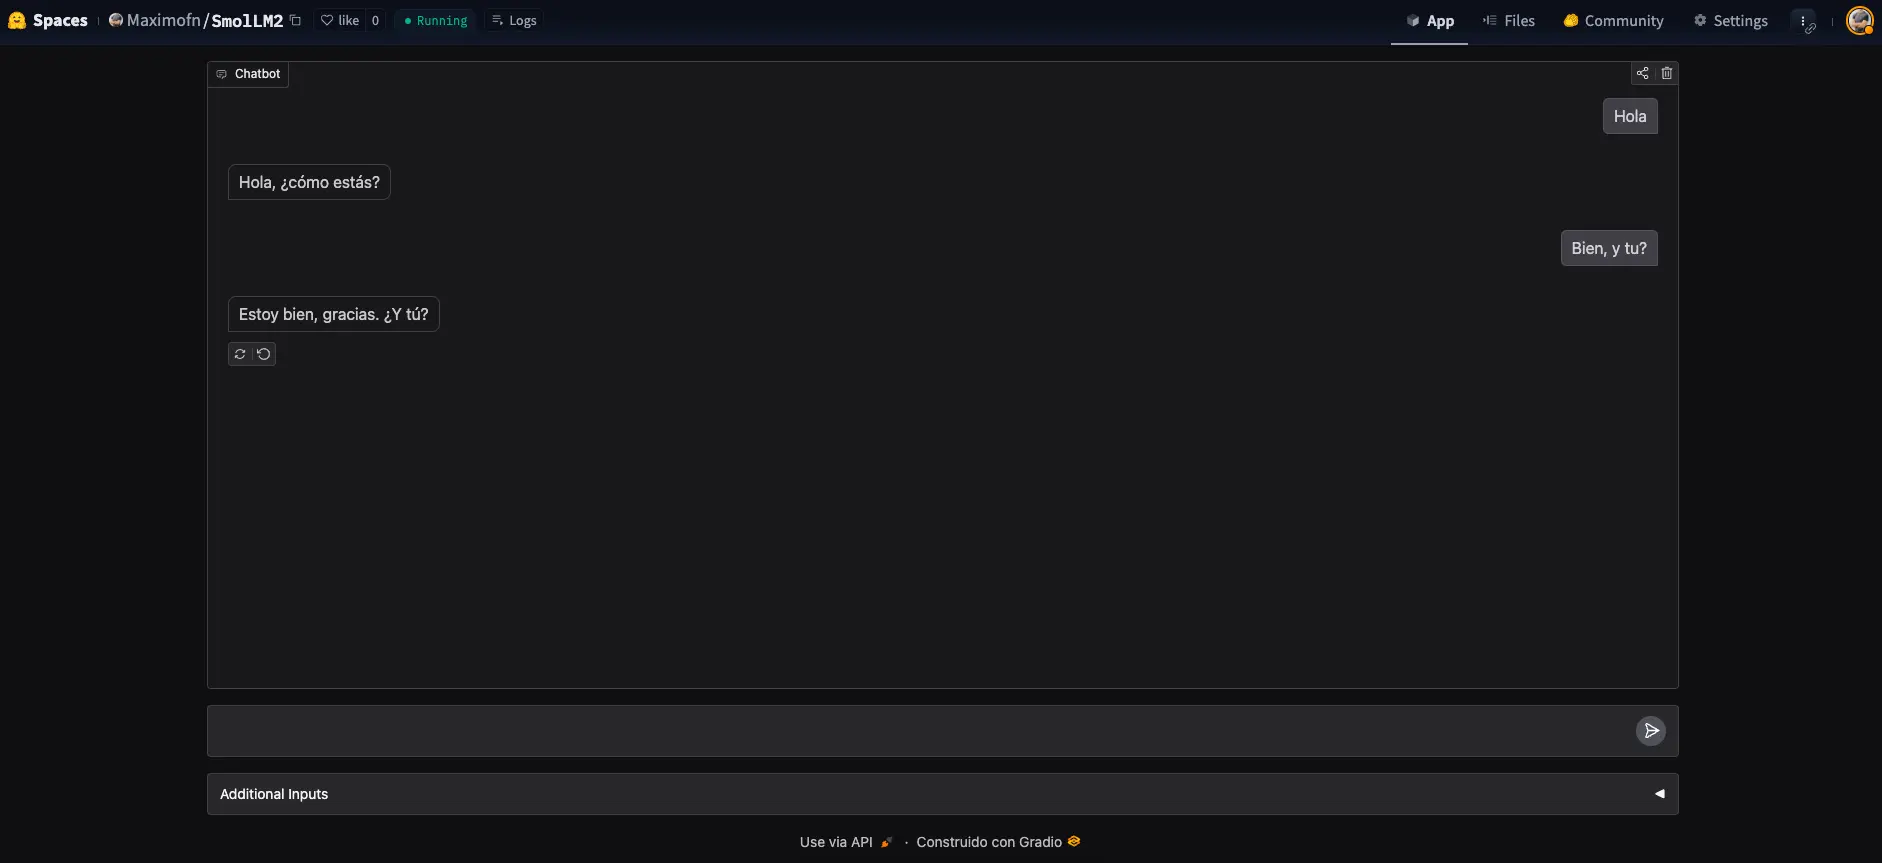 Spaces Maximofn/SmolLM2 like 0 Running Logs App Files Community Settings
Chatbot
Hola
Hola, ¿cómo estás?
Bien, y tu?
Estoy bien, gracias. ¿Y tú?
Additional Inputs
Use via API · Construido con Gradio